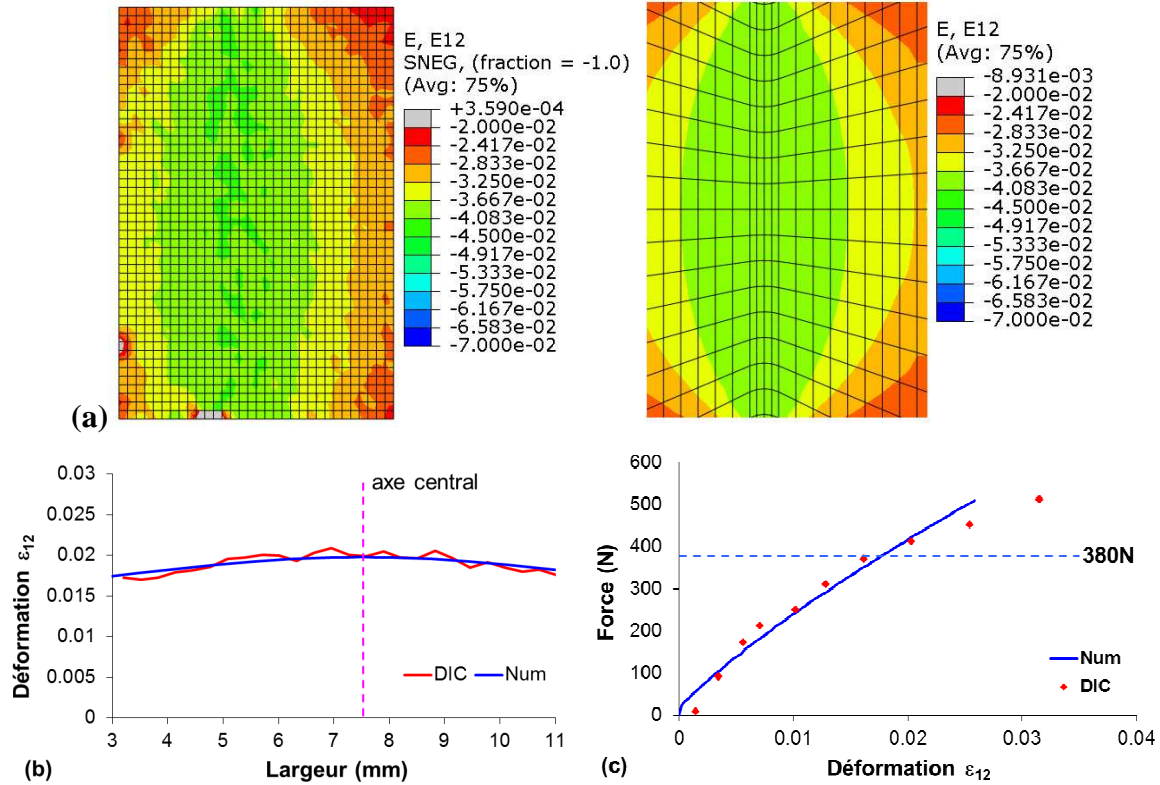 E, E12
SNEG, (fraction = -1.0)
(Avg: 75%)
+3.590e-04
-2.000e-02
-2.417e-02
-2.833e-02
-3.250e-02
-3.667e-02
-4.083e-02
-4.500e-02
-4.917e-02
-5.333e-02
-5.750e-02
-6.167e-02
-6.583e-02
-7.000e-02
E, E12
(Avg: 75%)
-8.931e-03
-2.000e-02
-2.417e-02
-2.833e-02
-3.250e-02
-3.667e-02
-4.083e-02
-4.500e-02
-4.917e-02
-5.333e-02
-5.750e-02
-6.167e-02
-6.583e-02
-7.000e-02
(a)
0.03
0.025
0.02
0.015
0.01
0.005
0
Déformation ε12
axe central
DIC
Num
3 4 5 6 7 8 9 10 11
Largeur (mm)
(b)
600
500
400
300
200
100
0
Force (N)
380N
Num
DIC
0 0.01 0.02 0.03 0.04
Déformation ε12
(c)